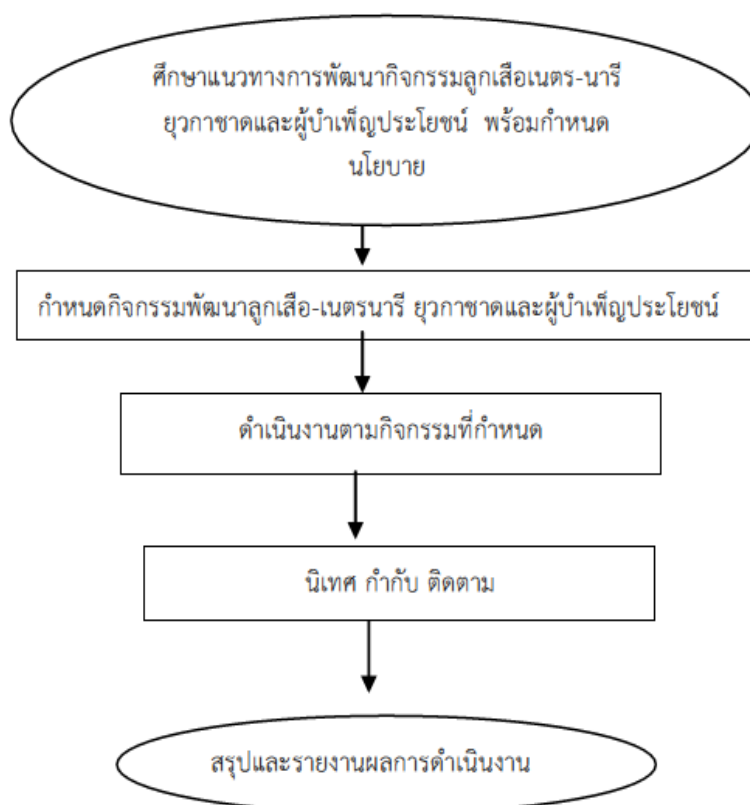 ศึกษาแนวทางการพัฒนากิจกรรมลูกเสือเนตร-นารี
ยุวกาชาดและผู้บำเพ็ญประโยชน์ พร้อมกำหนด
นโยบาย
กำหนดกิจกรรมพัฒนาลูกเสือ-เนตรนารี ยุวกาชาดและผู้บำเพ็ญประโยชน์
ดำเนินงานตามกิจกรรมที่กำหนด
นิเทศ กำกับ ติดตาม
สรุปและรายงานผลการดำเนินงาน